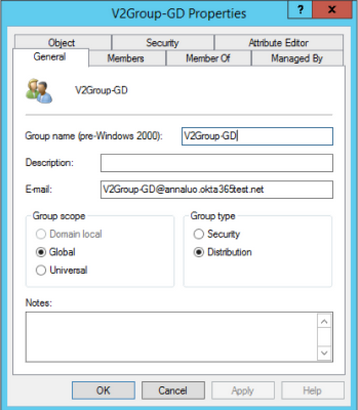 V2Group-GD Properties
?
x
Object
Security
Attribute Editor
General
Members
Member Of
Managed By
V2Group-GD
Group name (pre-Windows 2000):
V2Group-GD
Description:
E-mail:
V2Group-GD@annaluo.okta365test.net
Group scope
Domain local
Global
Universal
Group type
Security
Distribution
Notes:
OK
Cancel
Apply
Help